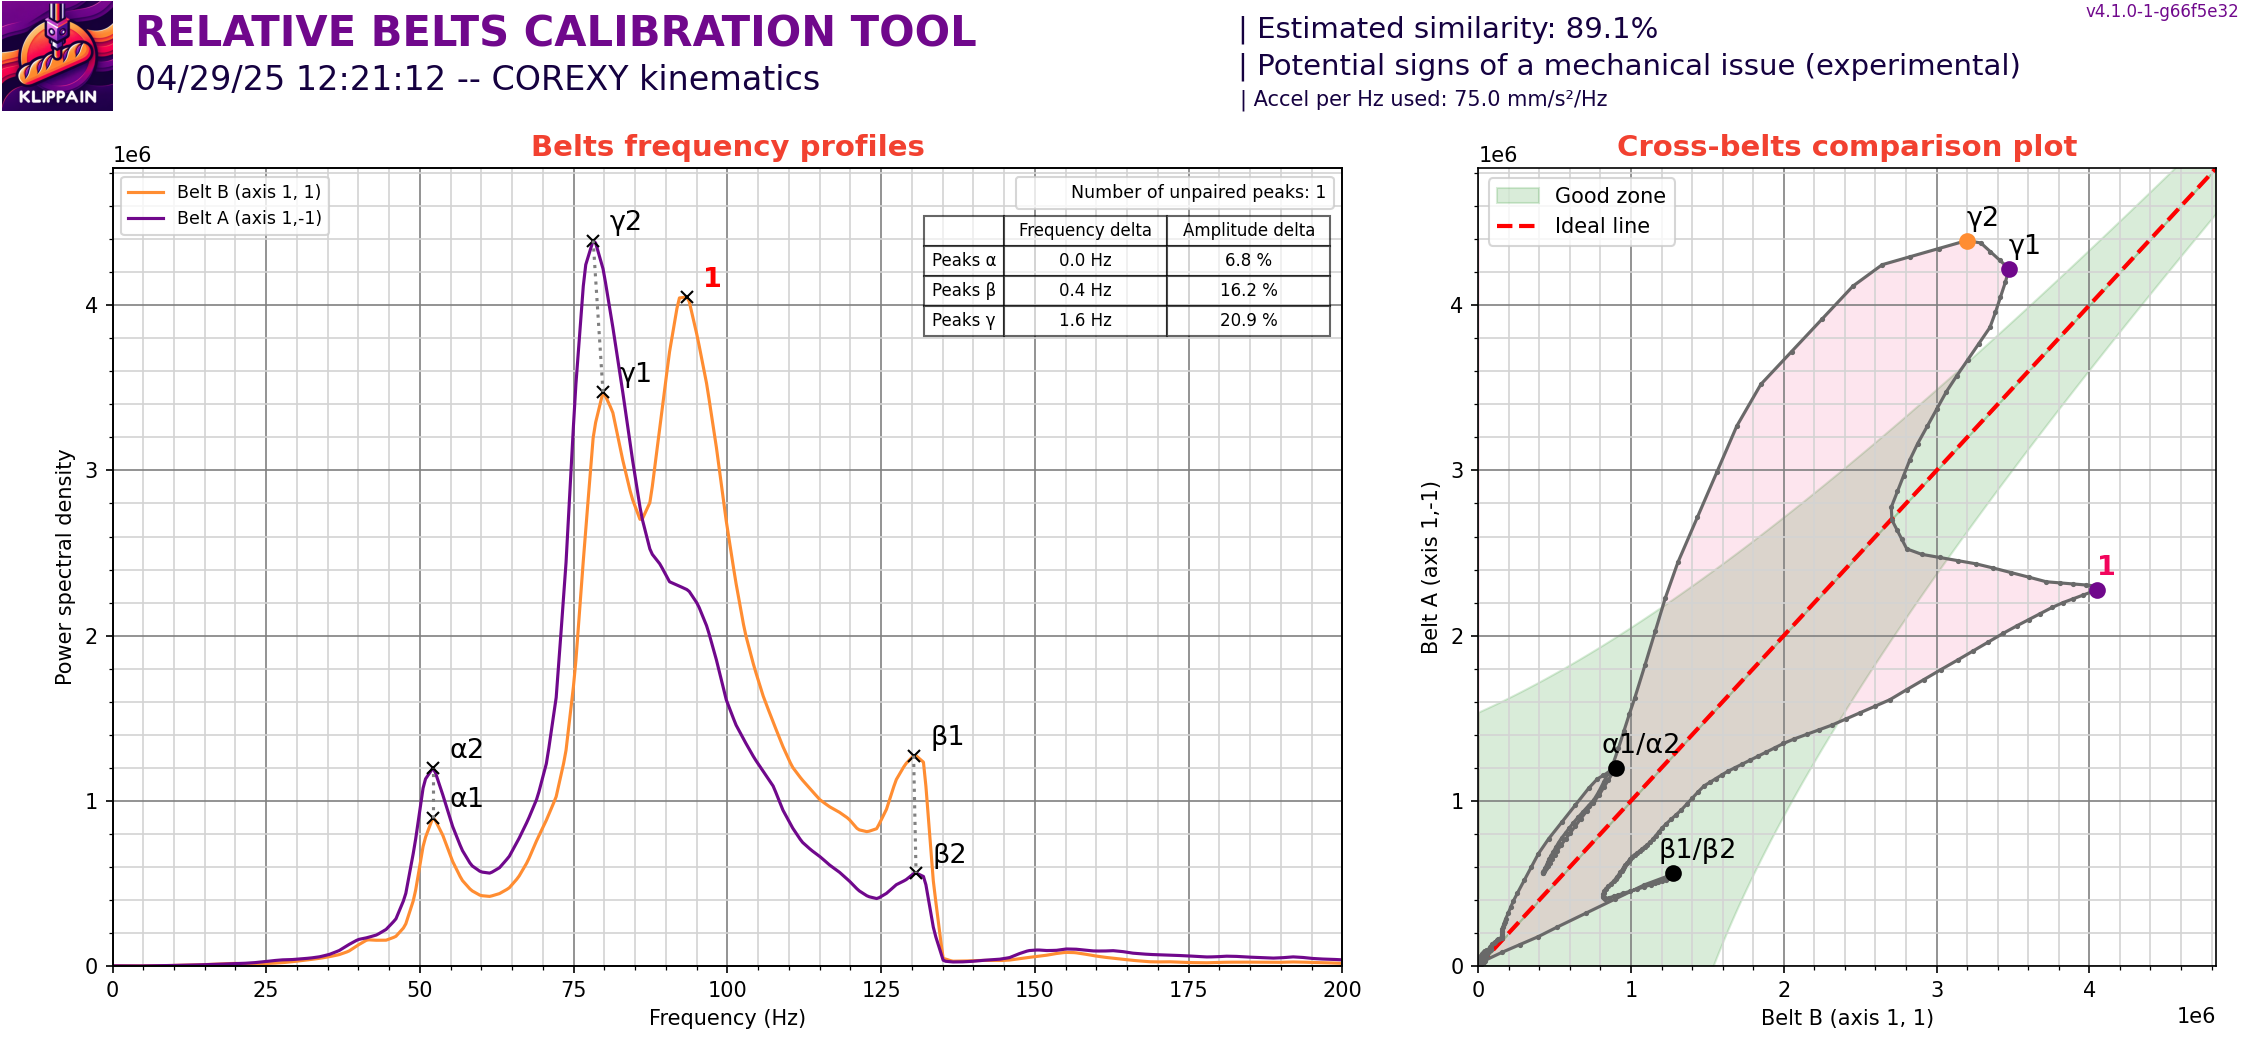 KLIPPAIN
RELATIVE BELTS CALIBRATION TOOL
04/29/25 12:21:12 -- COREXY kinematics
| Estimated similarity: 89.1%
| Potential signs of a mechanical issue (experimental)
| Accel per Hz used: 75.0 mm/s²/Hz
v4.1.0-1-g66f5e32
Belts frequency profiles
1e6
Belt B (axis 1, 1)
Belt A (axis 1,-1)
Number of unpaired peaks: 1
Frequency delta Amplitude delta
Peaks α 0.0 Hz 6.8 %
Peaks β 0.4 Hz 16.2 %
Peaks γ 1.6 Hz 20.9 %
γ2
1
γ1
α2
α1
β1
β2
4
3
2
1
0
Power spectral density
0 25 50 75 100 125 150 175 200
Frequency (Hz)
Cross-belts comparison plot
1e6
Good zone
Ideal line
γ2
γ1
1
α1/α2
β1/β2
4
3
2
1
0
Belt A (axis 1,-1)
0 1 2 3 4
Belt B (axis 1, 1)
1e6